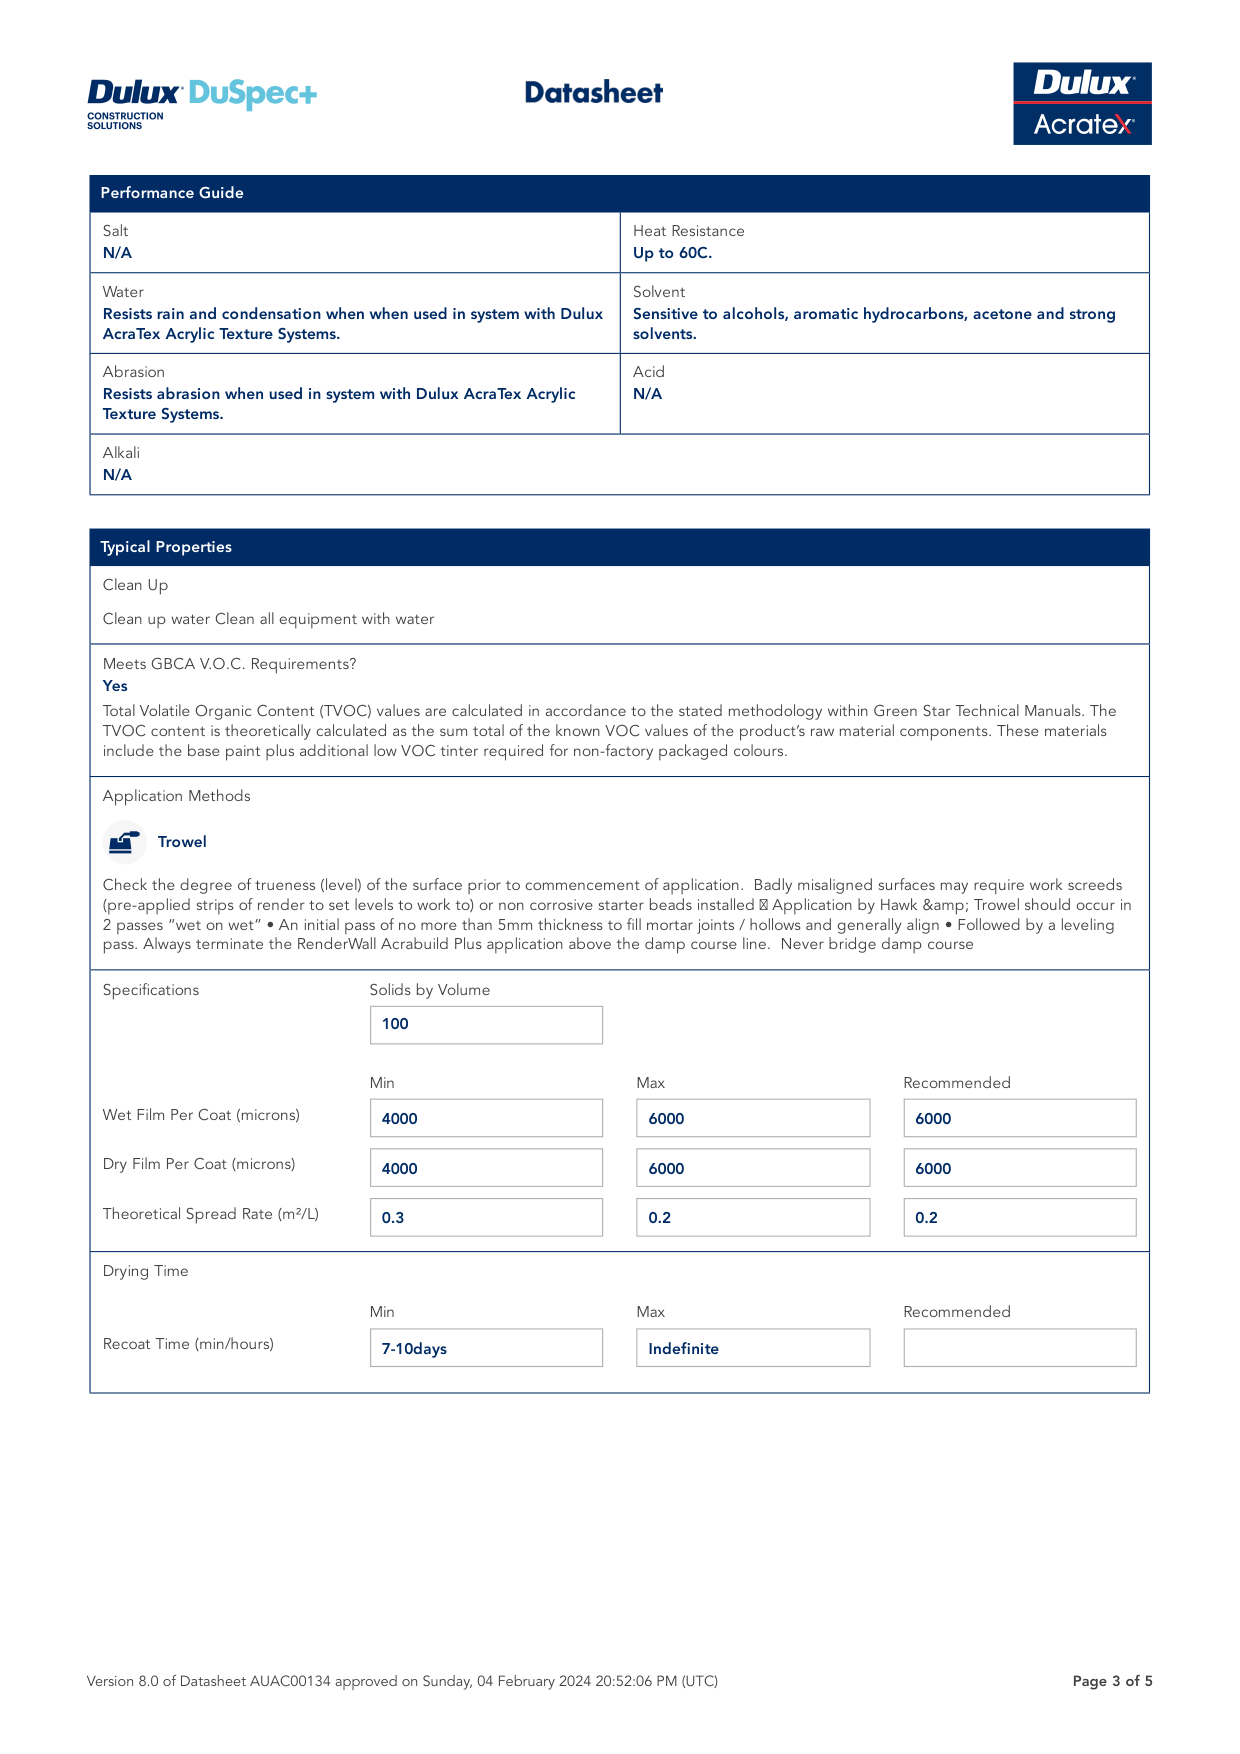 Dulux DuSpec+
CONSTRUCTION
SOLUTIONS
Datasheet
Dulux
Acratex
Performance Guide
Salt
N/A
Heat Resistance
Up to 60C.
Water
Resists rain and condensation when when used in system with Dulux
AcraTex Acrylic Texture Systems.
Solvent
Sensitive to alcohols, aromatic hydrocarbons, acetone and strong
solvents.
Abrasion
Resists abrasion when used in system with Dulux AcraTex Acrylic
Texture Systems.
Acid
N/A
Alkali
N/A
Typical Properties
Clean Up
Clean up water Clean all equipment with water
Meets GBCA V.O.C. Requirements?
Yes
Total Volatile Organic Content (TVOC) values are calculated in accordance to the stated methodology within Green Star Technical Manuals. The
TVOC content is theoretically calculated as the sum total of the known VOC values of the product's raw material components. These materials
include the base paint plus additional low VOC tinter required for non-factory packaged colours.
Application Methods
Trowel
Check the degree of trueness (level) of the surface prior to commencement of application.  Badly misaligned surfaces may require work screeds
(pre-applied strips of render to set levels to work to) or non corrosive starter beads installed  Application by Hawk &amp; Trowel should occur in
2 passes “wet on wet” • An initial pass of no more than 5mm thickness to fill mortar joints / hollows and generally align • Followed by a leveling
pass. Always terminate the RenderWall Acrabuild Plus application above the damp course line.  Never bridge damp course
Specifications
Solids by Volume
100
Min Max Recommended
Wet Film Per Coat (microns) 4000 6000 6000
Dry Film Per Coat (microns) 4000 6000 6000
Theoretical Spread Rate (m²/L) 0.3 0.2 0.2
Drying Time
Min Max Recommended
Recoat Time (min/hours) 7-10days Indefinite
Version 8.0 of Datasheet AUAC00134 approved on Sunday, 04 February 2024 20:52:06 PM (UTC)
Page 3 of 5